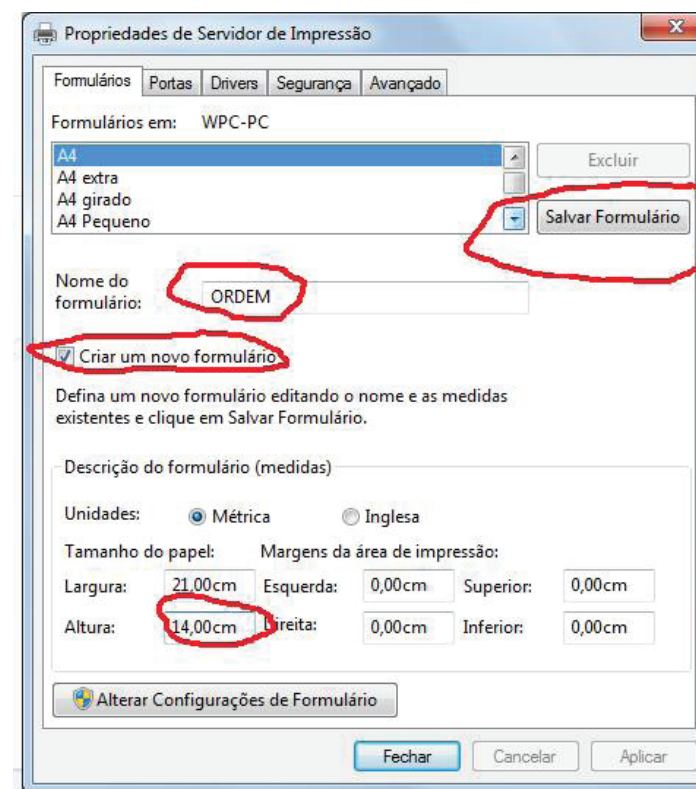 Propriedades de Servidor de Impressão
Formulários Portas Drivers Segurança Avançado
Formulários em: WPC-PC
A4
A4 extra
A4 girado
A4 Pequeno
Excluir
Salvar Formulário
Nome do
formulário: ORDEM
Criar um novo formulário
Defina um novo formulário editando o nome e as medidas
existentes e clique em Salvar Formulário.
Descrição do formulário (medidas)
Unidades: Métrica Inglesa
Tamanho do papel: Margens da área de impressão:
Largura: 21,00cm Esquerda: 0,00cm Superior: 0,00cm
Altura: 14,00cm Direita: 0,00cm Inferior: 0,00cm
Alterar Configurações de Formulário
Fechar Cancelar Aplicar